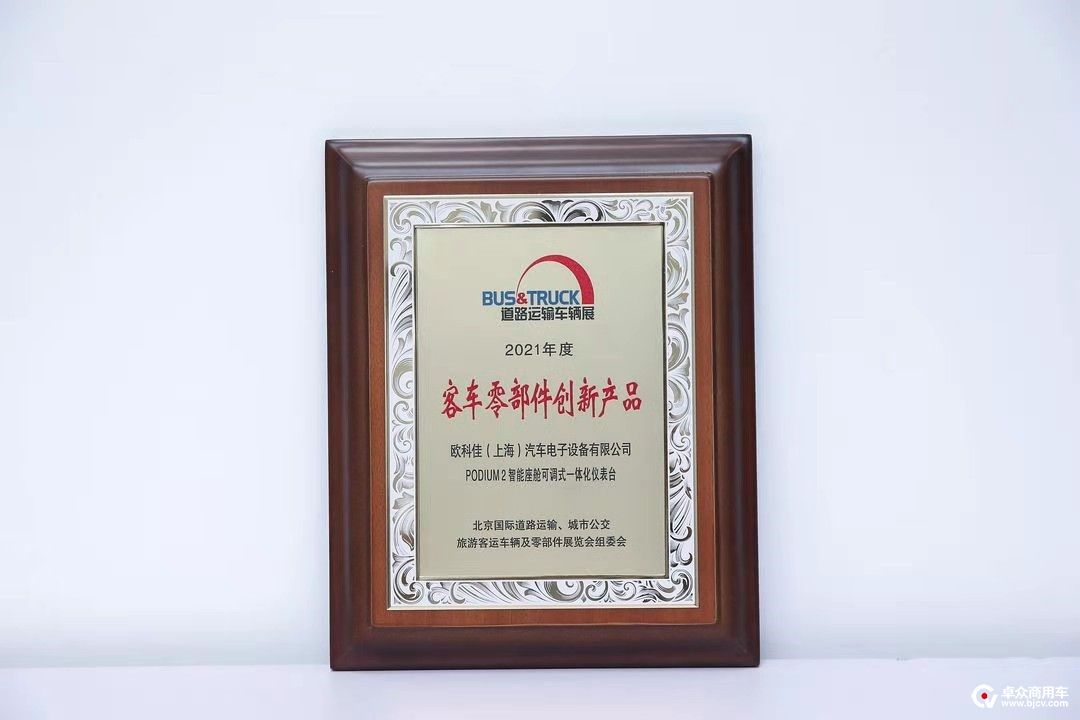 BUS&TRUCK
道路运输车辆展
2021年度
客车零部件创新产品
欧科佳（上海）汽车电子设备有限公司
PODIUM 2 智能座舱可调式一体化仪表台
北京国际道路运输、城市公交
旅游客运车辆及零部件展览会组委会
卓众商用车
www.bjcv.com